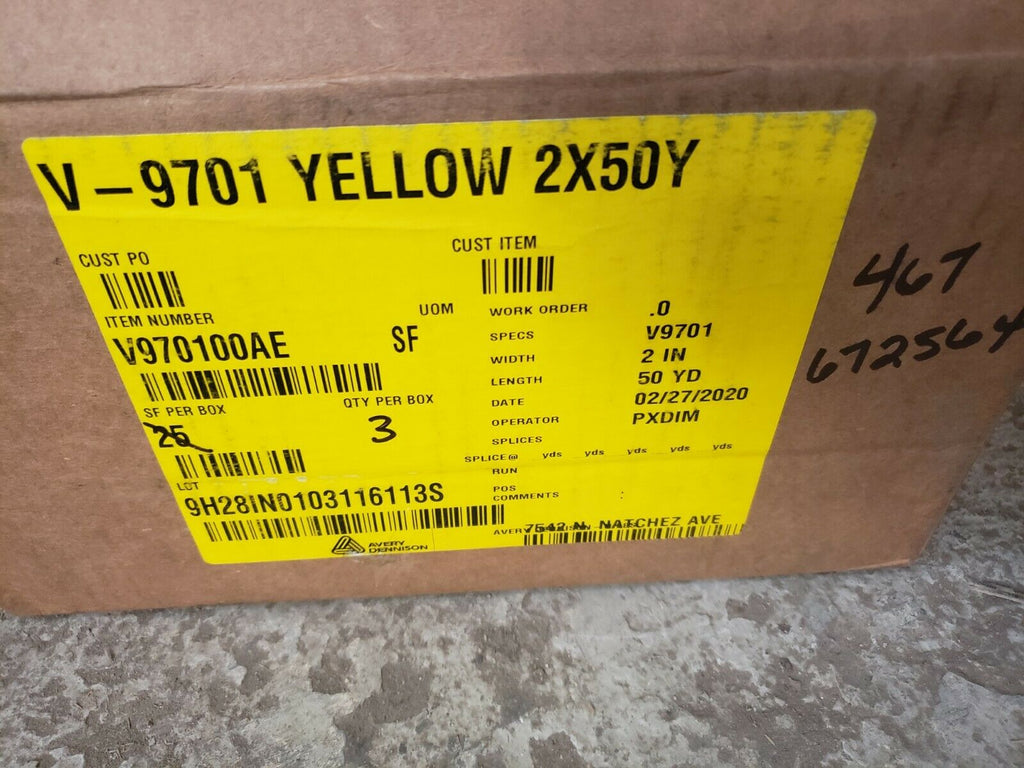 V-9701 YELLOW 2X50Y
CUST PO
CUST ITEM
ITEM NUMBER
UOM
V970100AE
SF
SF PER BOX
QTY PER BOX
25
3
LOT
9H28IN0103116113S
WORK ORDER .0
SPECS V9701
WIDTH 2 IN
LENGTH 50 YD
DATE 02/27/2020
OPERATOR PXDIM
SPLICES
SPLICE@ yds yds yds yds yds
RUN
POS
COMMENTS :
7542 N. NATCHEZ AVE
AVERY
DENNISON
467
672564